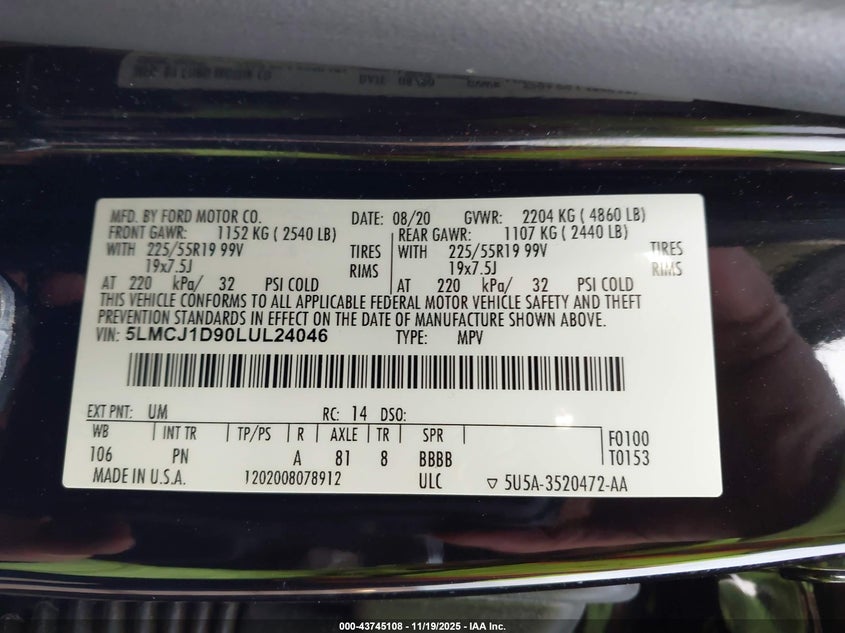 DATE 08/20
MFD. BY FORD MOTOR CO. DATE: 08/20 GVWR: 2204 KG ( 4860 LB)
FRONT GAWR: 1152 KG ( 2540 LB) REAR GAWR: 1107 KG ( 2440 LB)
WITH 225/55R19 99V TIRES WITH 225/55R19 99V TIRES
19x7.5J RIMS 19x7.5J RIMS
AT 220 kPa/ 32 PSI COLD AT 220 kPa/ 32 PSI COLD
THIS VEHICLE CONFORMS TO ALL APPLICABLE FEDERAL MOTOR VEHICLE SAFETY AND THEFT
PREVENTION STANDARDS IN EFFECT ON THE DATE OF MANUFACTURE SHOWN ABOVE.
VIN: 5LMCJ1D90LUL24046 TYPE: MPV
EXT PNT: UM RC: 14 DSO:
WB INT TR TP/PS R AXLE TR SPR F0100
106 PN A 81 8 BBBB T0153
MADE IN U.S.A. 1202008078912 ULC ▽ 5U5A-3520472-AA
000-43745108 - 11/19/2025 - IAA Inc.